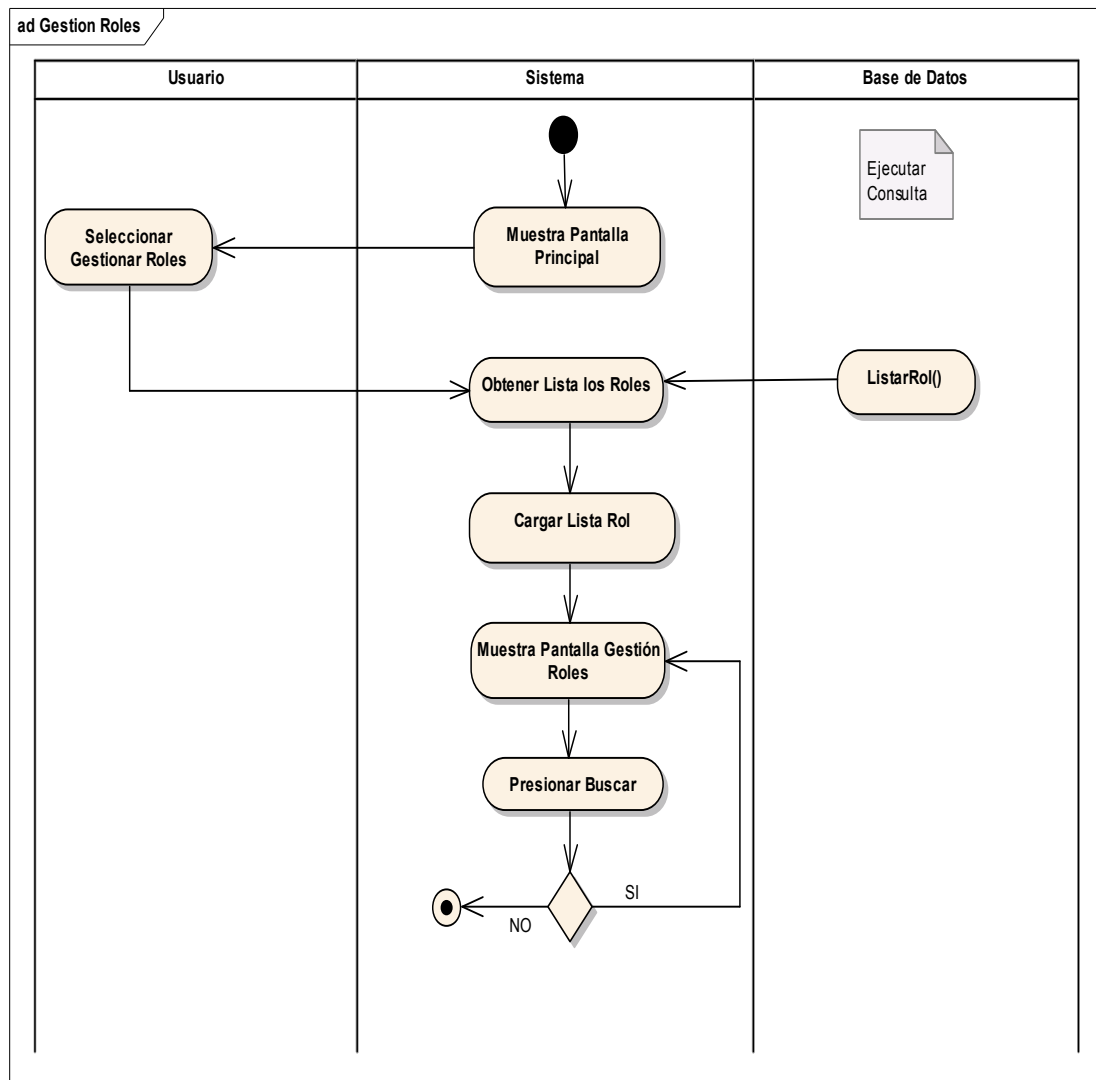 ad Gestion Roles
Usuario
Sistema
Base de Datos
Ejecutar
Consulta
Seleccionar
Gestionar Roles
Muestra Pantalla
Principal
Obtener Lista los Roles
ListarRol()
Cargar Lista Rol
Muestra Pantalla Gestión
Roles
Presionar Buscar
SI
NO